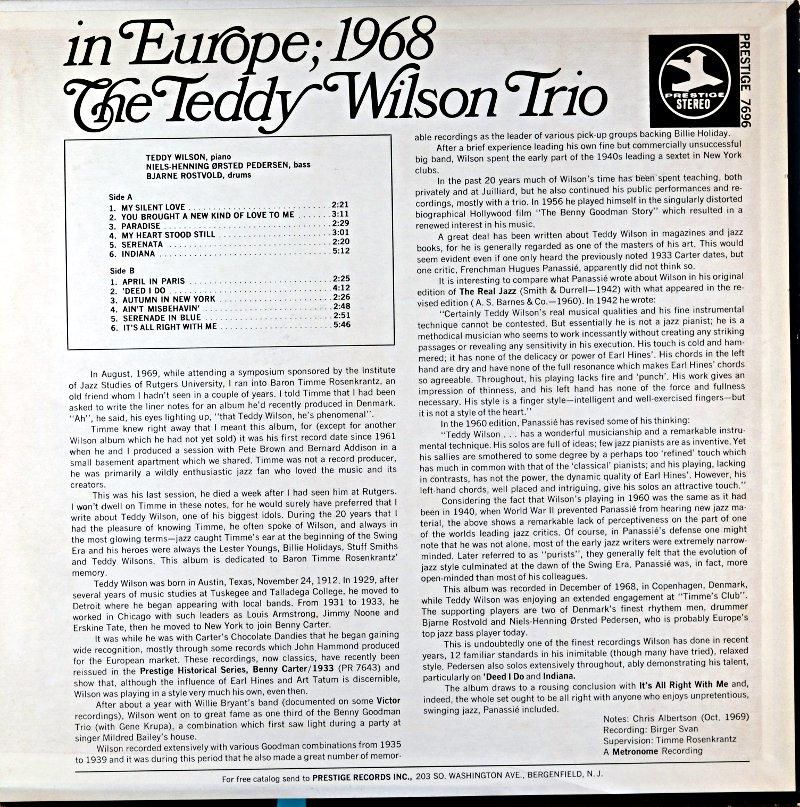 in Europe; 1968
The Teddy Wilson Trio
PRESTIGE
STEREO
PRESTIGE 7696
TEDDY WILSON, piano
NIELS-HENNING ØRSTED PEDERSEN, bass
BJARNE ROSTVOLD, drums
Side A
1. MY SILENT LOVE 2:21
2. YOU BROUGHT A NEW KIND OF LOVE TO ME 3:11
3. PARADISE 2:29
4. MY HEART STOOD STILL 3:01
5. SERENATA 2:20
6. INDIANA 5:12
Side B
1. APRIL IN PARIS 2:25
2. 'DEED I DO 4:12
3. AUTUMN IN NEW YORK 2:26
4. AIN'T MISBEHAVIN' 2:48
5. SERENADE IN BLUE 2:51
6. IT'S ALL RIGHT WITH ME 5:46
In August, 1969, while attending a symposium sponsored by the Institute
of Jazz Studies of Rutgers University, I ran into Baron Timme Rosenkrantz, an
old friend whom I hadn't seen in a couple of years. I told Timme that I had been
asked to write the liner notes for an album he'd recently produced in Denmark.
"Ah", he said, his eyes lighting up, "that Teddy Wilson, he's phenomenal".
Timme knew right away that I meant this album, for (except for another
Wilson album which he had not yet sold) it was his first record date since 1961
when he and I produced a session with Pete Brown and Bernard Addison in a
small basement apartment which we shared. Timme was not a record producer,
he was primarily a wildly enthusiastic jazz fan who loved the music and its
creators.
This was his last session, he died a week after I had seen him at Rutgers.
I won't dwell on Timme in these notes, for he would surely have preferred that I
write about Teddy Wilson, one of his biggest idols. During the 20 years that I
had the pleasure of knowing Timme, he often spoke of Wilson, and always in
the most glowing terms—jazz caught Timme's ear at the beginning of the Swing
Era and his heroes were always the Lester Youngs, Billie Holidays, Stuff Smiths
and Teddy Wilsons. This album is dedicated to Baron Timme Rosenkrantz'
memory.
Teddy Wilson was born in Austin, Texas, November 24, 1912. In 1929, after
several years of music studies at Tuskegee and Talladega College, he moved to
Detroit where he began appearing with local bands. From 1931 to 1933, he
worked in Chicago with such leaders as Louis Armstrong, Jimmy Noone and
Erskine Tate, then he moved to New York to join Benny Carter.
It was while he was with Carter's Chocolate Dandies that he began gaining
wide recognition, mostly through some records which John Hammond produced
for the European market. These recordings, now classics, have recently been
reissued in the Prestige Historical Series, Benny Carter/1933 (PR 7643) and
show that, although the influence of Earl Hines and Art Tatum is discernible,
Wilson was playing in a style very much his own, even then.
After about a year with Willie Bryant's band (documented on some Victor
recordings), Wilson went on to great fame as one third of the Benny Goodman
Trio (with Gene Krupa), a combination which first saw light during a party at
singer Mildred Bailey's house.
Wilson recorded extensively with various Goodman combinations from 1935
to 1939 and it was during this period that he also made a great number of memor-
able recordings as the leader of various pick-up groups backing Billie Holiday.
After a brief experience leading his own fine but commercially unsuccessful
big band, Wilson spent the early part of the 1940s leading a sextet in New York
clubs.
In the past 20 years much of Wilson's time has been spent teaching, both
privately and at Juilliard, but he also continued his public performances and re-
cordings, mostly with a trio. In 1956 he played himself in the singularly distorted
biographical Hollywood film "The Benny Goodman Story" which resulted in a
renewed interest in his music.
A great deal has been written about Teddy Wilson in magazines and jazz
books, for he is generally regarded as one of the masters of his art. This would
seem evident even if one only heard the previously noted 1933 Carter dates, but
one critic, Frenchman Hugues Panassié, apparently did not think so.
It is interesting to compare what Panassié wrote about Wilson in his original
edition of The Real Jazz (Smith & Durrell—1942) with what appeared in the re-
vised edition (A. S. Barnes & Co.—1960). In 1942 he wrote:
"Certainly Teddy Wilson's real musical qualities and his fine instrumental
technique cannot be contested. But essentially he is not a jazz pianist; he is a
methodical musician who seems to work incessantly without creating any striking
passages or revealing any sensitivity in his execution. His touch is cold and ham-
mered; it has none of the delicacy or power of Earl Hines'. His chords in the left
hand are dry and have none of the full resonance which makes Earl Hines' chords
so agreeable. Throughout, his playing lacks fire and 'punch'. His work gives an
impression of thinness, and his left hand has none of the force and fullness
necessary. His style is a finger style—intelligent and well-exercised fingers—but
it is not a style of the heart."
In the 1960 edition, Panassié has revised some of his thinking:
"Teddy Wilson . . . has a wonderful musicianship and a remarkable instru-
mental technique. His solos are full of ideas; few jazz pianists are as inventive. Yet
his sallies are smothered to some degree by a perhaps too 'refined' touch which
has much in common with that of the 'classical' pianists; and his playing, lacking
in contrasts, has not the power, the dynamic quality of Earl Hines'. However, his
left-hand chords, well placed and intriguing, give his solos an attractive touch."
Considering the fact that Wilson's playing in 1960 was the same as it had
been in 1940, when World War II prevented Panassié from hearing new jazz ma-
terial, the above shows a remarkable lack of perceptiveness on the part of one
of the worlds leading jazz critics. Of course, in Panassié's defense one might
note that he was not alone, most of the early jazz writers were extremely narrow-
minded. Later referred to as "purists", they generally felt that the evolution of
jazz style culminated at the dawn of the Swing Era. Panassié was, in fact, more
open-minded than most of his colleagues.
This album was recorded in December of 1968, in Copenhagen, Denmark,
while Teddy Wilson was enjoying an extended engagement at "Timme's Club".
The supporting players are two of Denmark's finest rhythm men, drummer
Bjarne Rostvold and Niels-Henning Ørsted Pedersen, who is probably Europe's
top jazz bass player today.
This is undoubtedly one of the finest recordings Wilson has done in recent
years, 12 familiar standards in his inimitable (though many have tried), relaxed
style. Pedersen also solos extensively throughout, ably demonstrating his talent,
particularly on 'Deed I Do and Indiana.
The album draws to a rousing conclusion with It's All Right With Me and,
indeed, the whole set ought to be all right with anyone who enjoys unpretentious,
swinging jazz, Panassié included.
Notes: Chris Albertson (Oct. 1969)
Recording: Birger Svan
Supervision: Timme Rosenkrantz
A Metronome Recording
For free catalog send to PRESTIGE RECORDS INC., 203 SO. WASHINGTON AVE., BERGENFIELD, N. J.